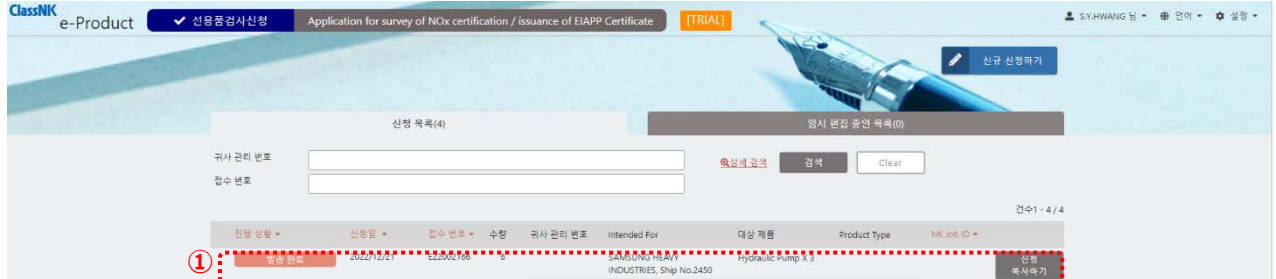 ClassNK
e-Product
선용품검사신청
Application for survey of NOx certification / issuance of EIAPP Certificate
[TRIAL]
S.Y.HWANG 님
언어
설정
신규 신청하기
신청 목록(4)
임시 편집 중인 목록(0)
귀사 관리 번호
상세 검색
검색
Clear
접수 번호
건수1 - 4 / 4
진행 상황
신청일
접수 번호
수량
귀사 관리 번호
Intended For
대상 제품
Product Type
NK Job ID
①
발송 완료
2022/12/21
E22002166
6
SAMSUNG HEAVY
INDUSTRIES, Ship No.2450
Hydraulic Pump X 3
신청
복사하기